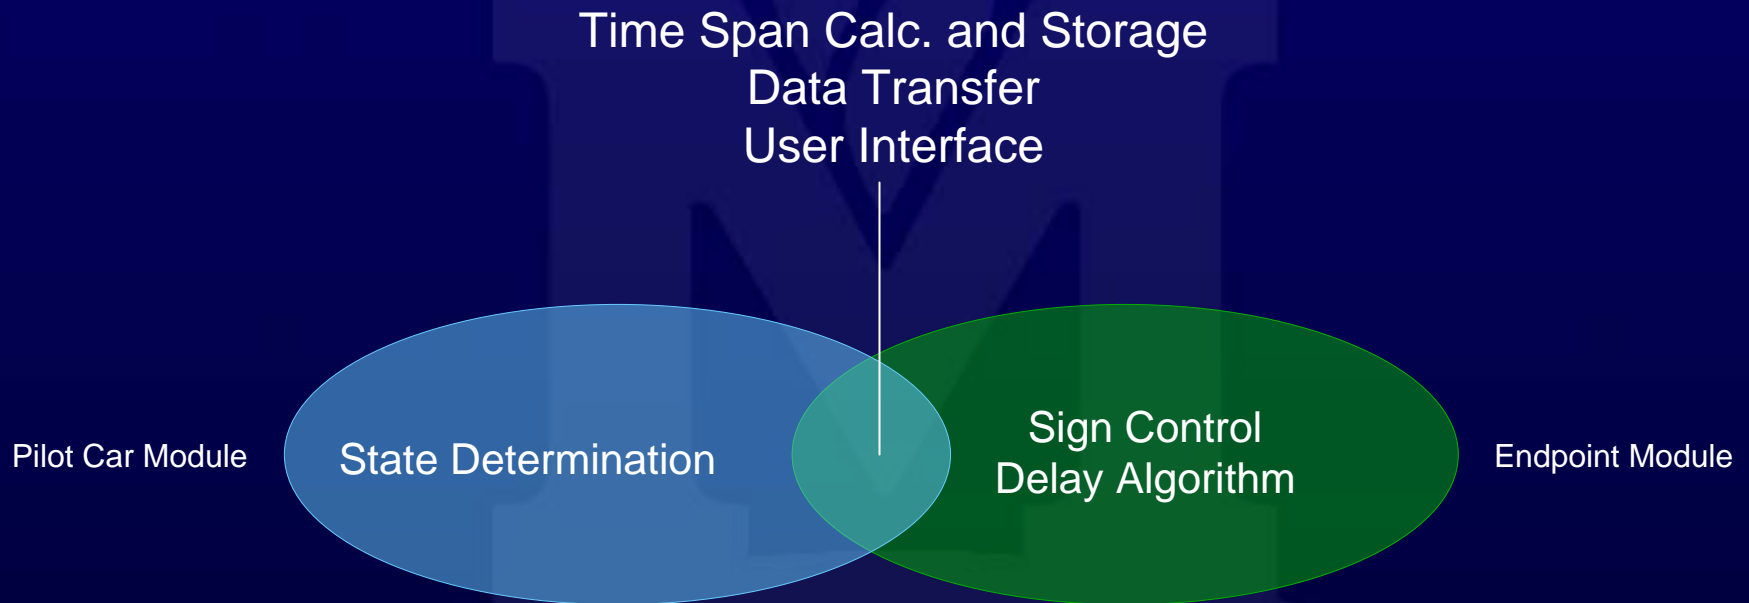 Time Span Calc. and Storage
Data Transfer
User Interface
Pilot Car Module
State Determination
Sign Control
Delay Algorithm
Endpoint Module